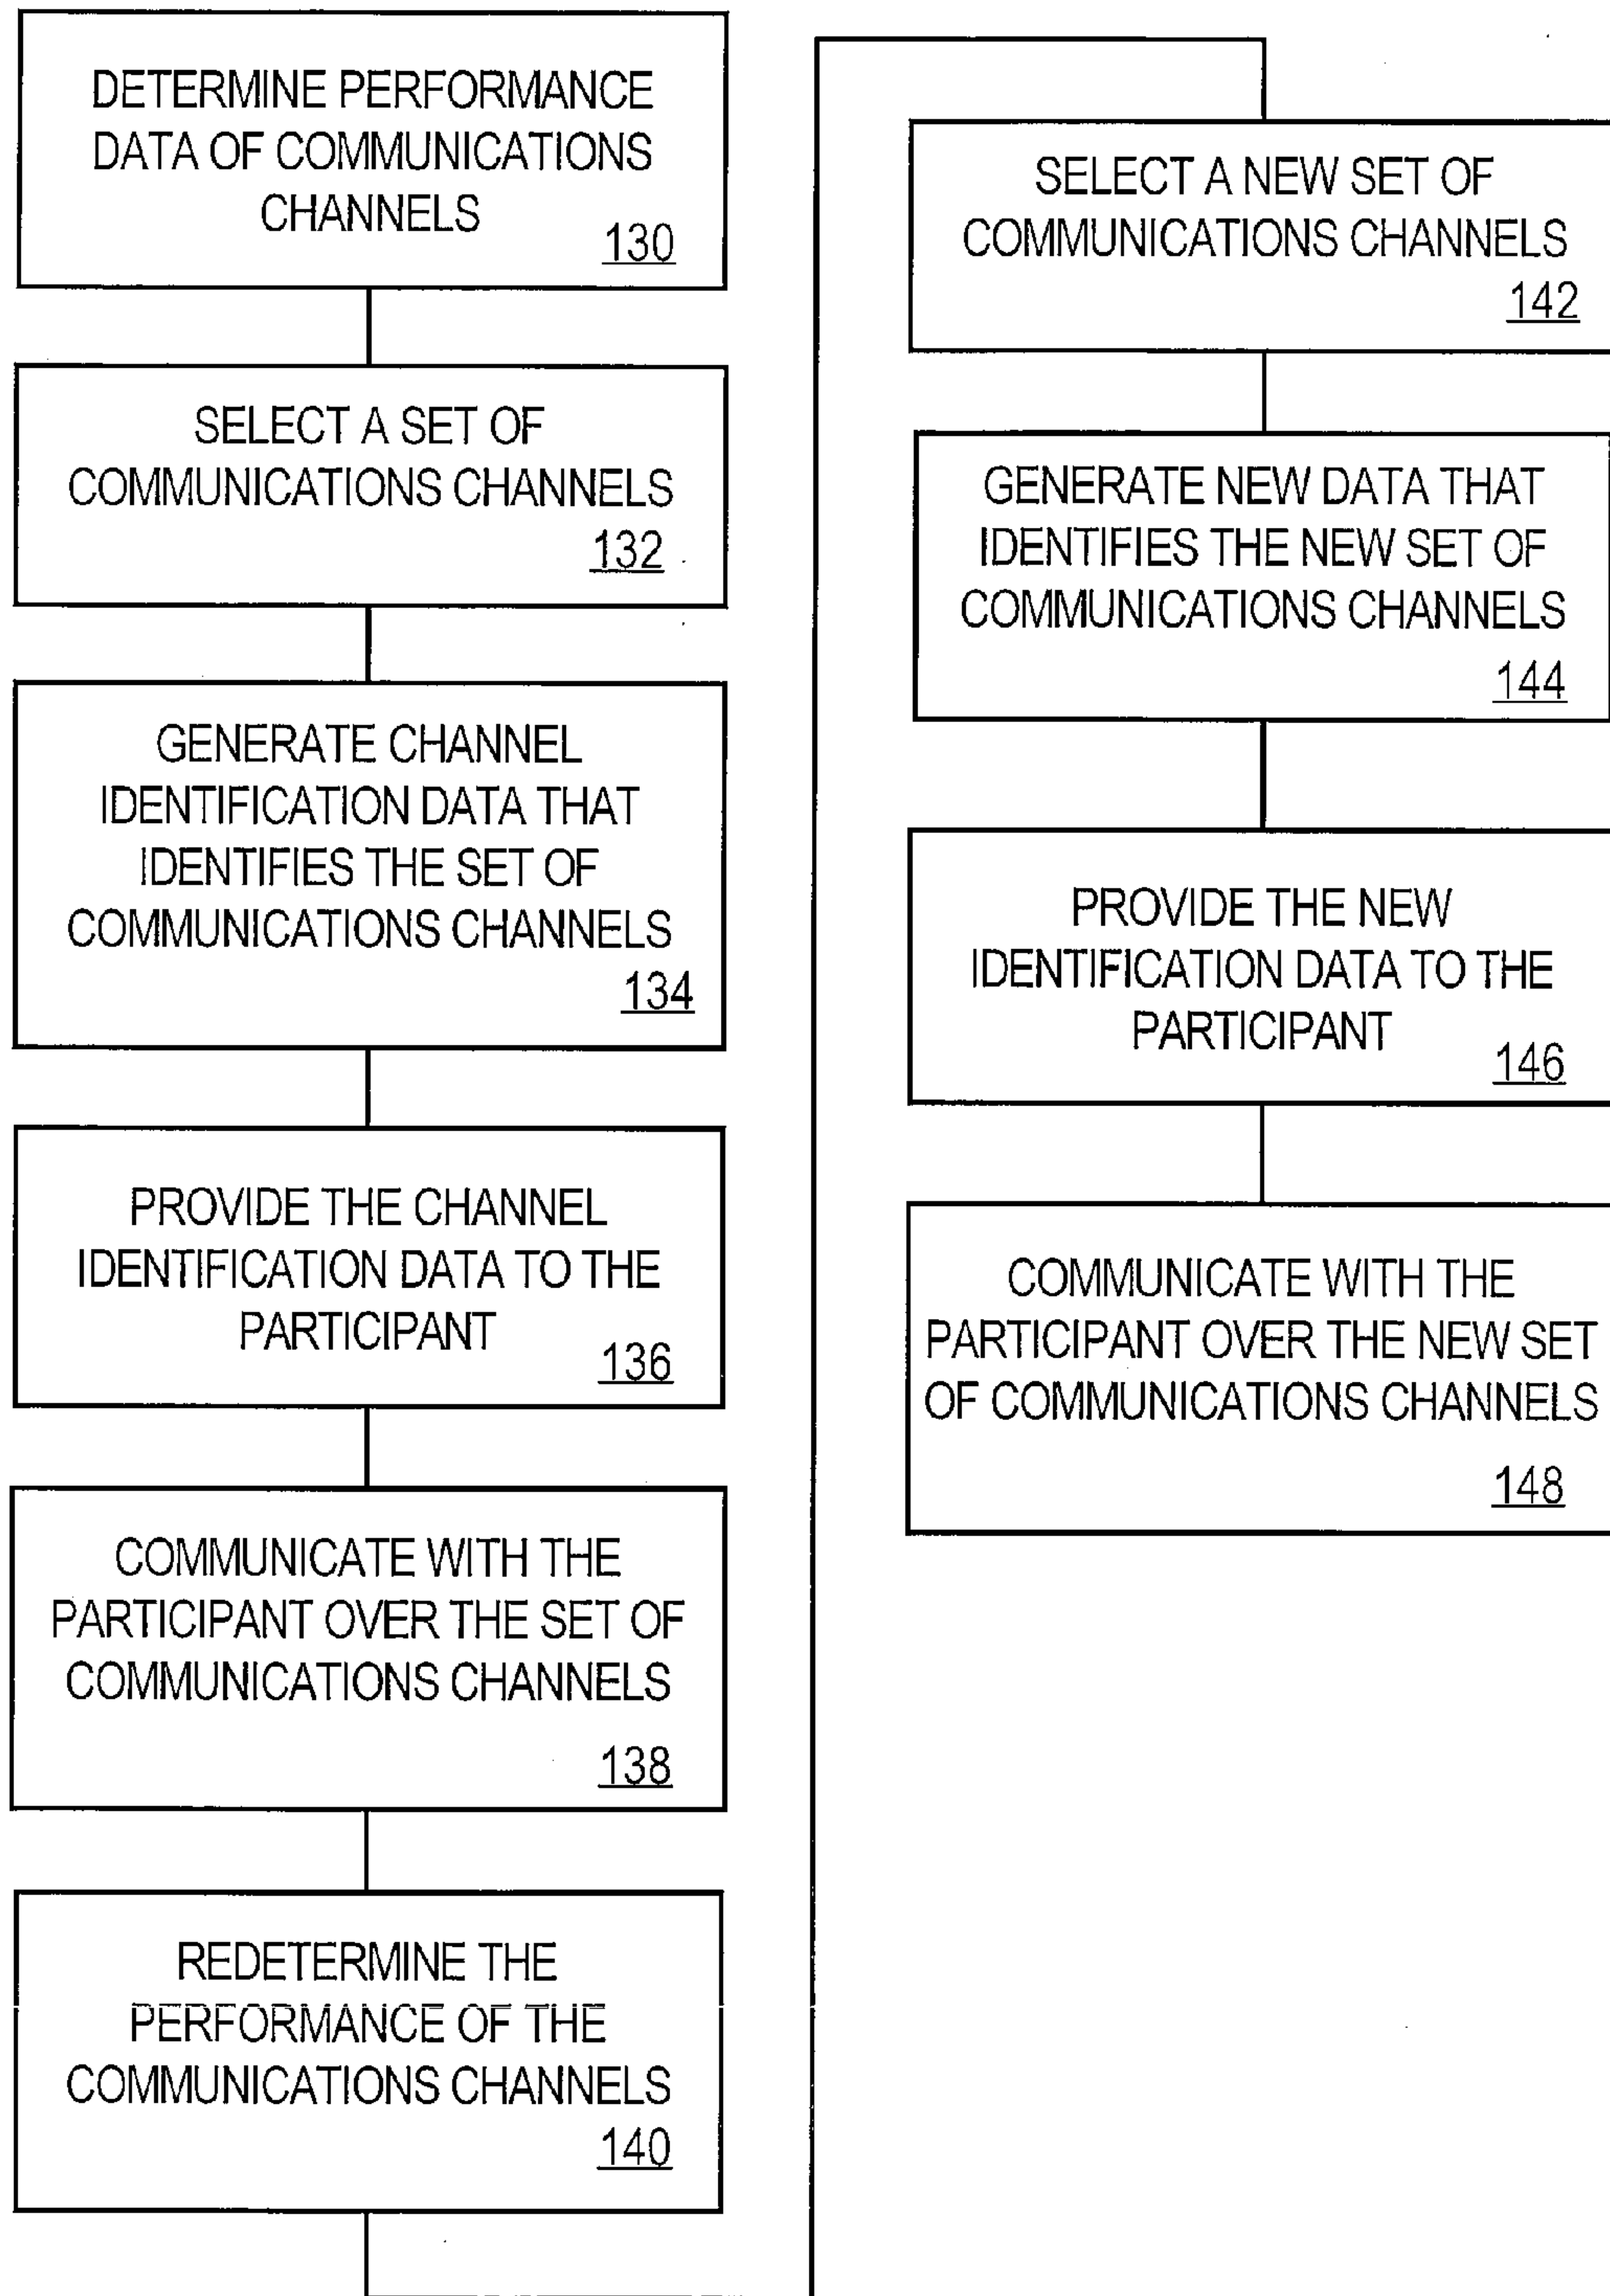 DETERMINE PERFORMANCE
DATA OF COMMUNICATIONS
CHANNELS
130
SELECT A SET OF
COMMUNICATIONS CHANNELS
132
GENERATE CHANNEL
IDENTIFICATION DATA THAT
IDENTIFIES THE SET OF
COMMUNICATIONS CHANNELS
134
PROVIDE THE CHANNEL
IDENTIFICATION DATA TO THE
PARTICIPANT
136
COMMUNICATE WITH THE
PARTICIPANT OVER THE SET OF
COMMUNICATIONS CHANNELS
138
REDETERMINE THE
PERFORMANCE OF THE
COMMUNICATIONS CHANNELS
140
SELECT A NEW SET OF
COMMUNICATIONS CHANNELS
142
GENERATE NEW DATA THAT
IDENTIFIES THE NEW SET OF
COMMUNICATIONS CHANNELS
144
PROVIDE THE NEW
IDENTIFICATION DATA TO THE
PARTICIPANT
146
COMMUNICATE WITH THE
PARTICIPANT OVER THE NEW SET
OF COMMUNICATIONS CHANNELS
148